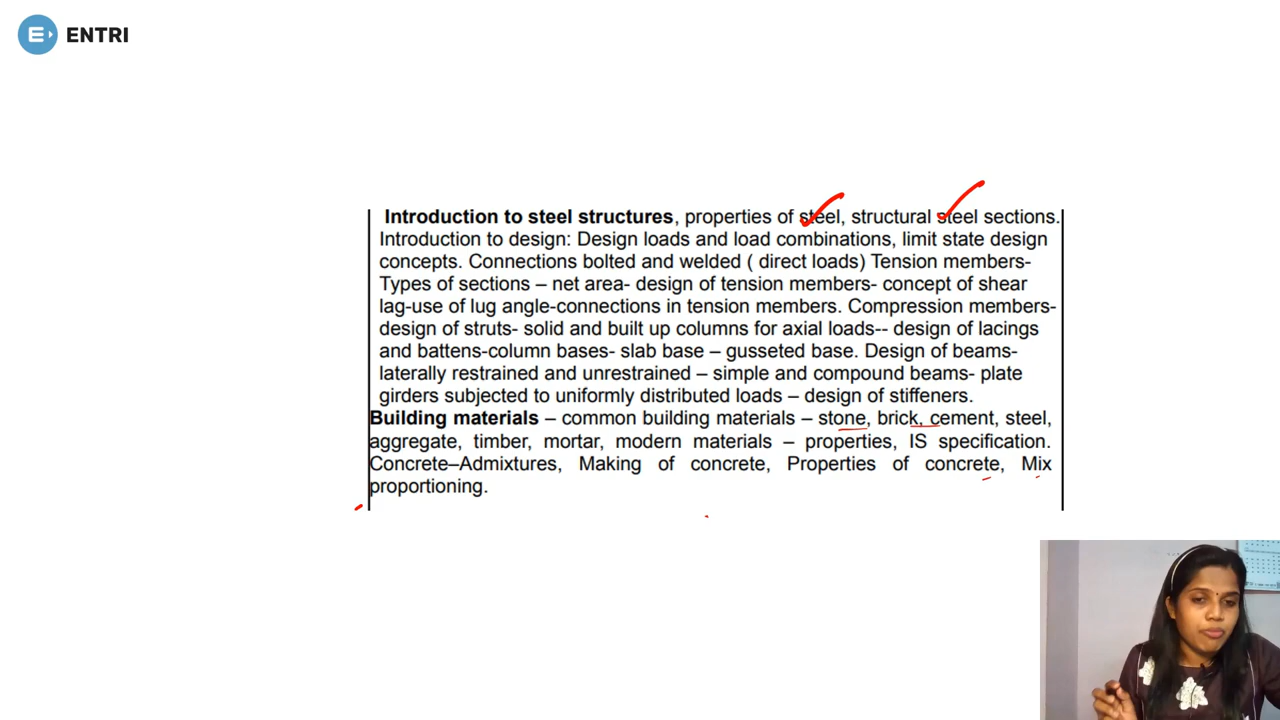 ENTRI
Introduction to steel structures, properties of steel, structural steel sections.
Introduction to design: Design loads and load combinations, limit state design
concepts. Connections bolted and welded ( direct loads) Tension members-
Types of sections – net area- design of tension members- concept of shear
lag-use of lug angle-connections in tension members. Compression members-
design of struts- solid and built up columns for axial loads-- design of lacings
and battens-column bases- slab base – gusseted base. Design of beams-
laterally restrained and unrestrained – simple and compound beams- plate
girders subjected to uniformly distributed loads – design of stiffeners.
Building materials – common building materials – stone, brick, cement, steel,
aggregate, timber, mortar, modern materials – properties, IS specification.
Concrete–Admixtures, Making of concrete, Properties of concrete, Mix
proportioning.